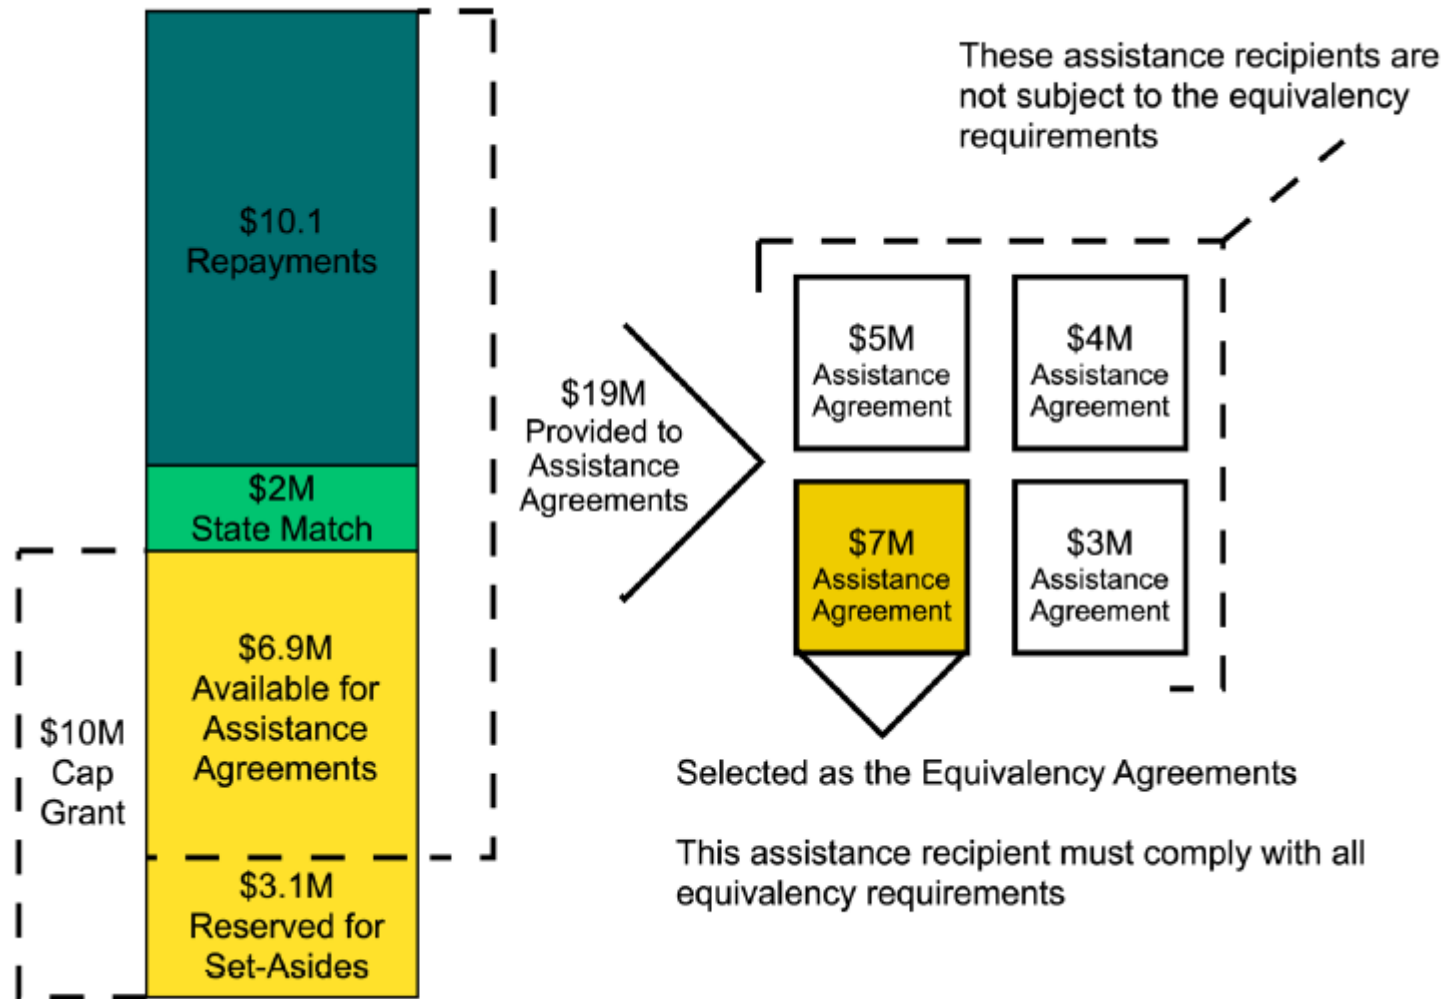 $10.1
Repayments
$2M
State Match
$6.9M
Available for
Assistance
Agreements
$3.1M
Reserved for
Set-Asides
$10M
Cap
Grant
$19M
Provided to
Assistance
Agreements
These assistance recipients are
not subject to the equivalency
requirements
$5M
Assistance
Agreement
$4M
Assistance
Agreement
$7M
Assistance
Agreement
$3M
Assistance
Agreement
Selected as the Equivalency Agreements
This assistance recipient must comply with all
equivalency requirements